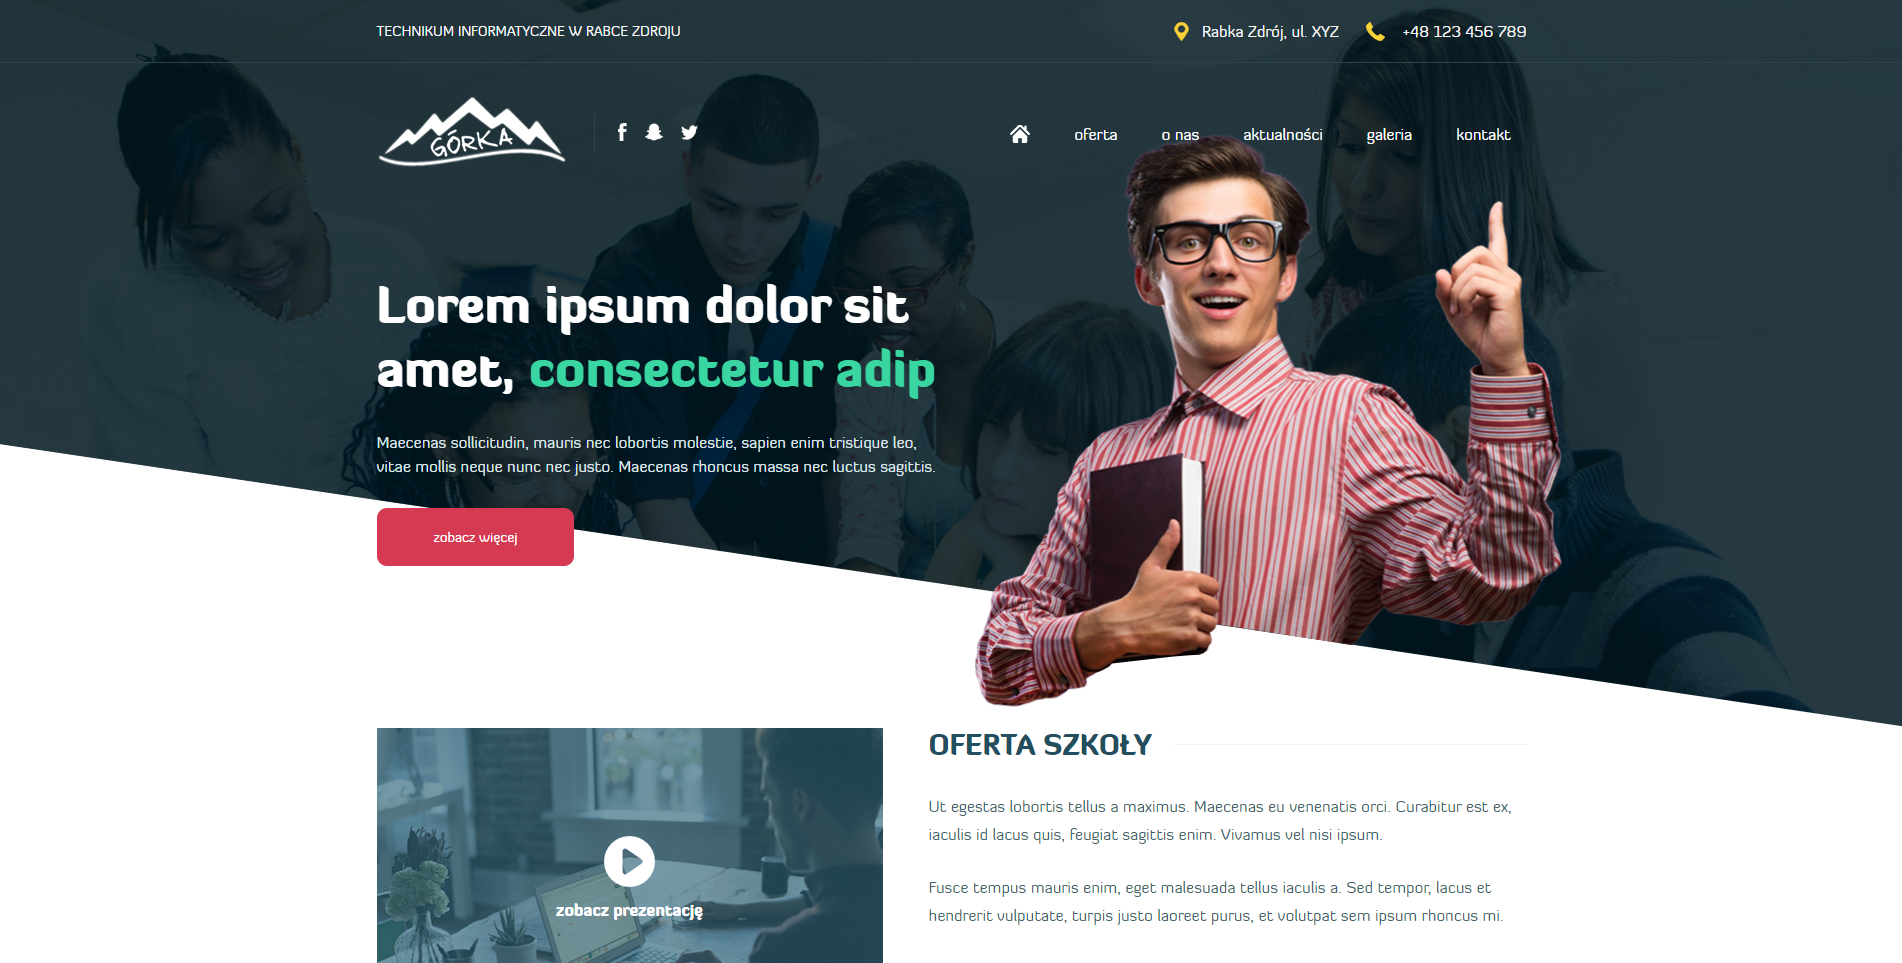 TECHNIKUM INFORMATYCZNE W RABCE ZDROJU
Rabka Zdrój, ul. XYZ
+48 123 456 789
GÓRKA
oferta
o nas
aktualności
galeria
kontakt
Lorem ipsum dolor sit
amet, consectetur adip
Maecenas sollicitudin, mauris nec lobortis molestie, sapien enim tristique leo,
vitae mollis neque nunc nec justo. Maecenas rhoncus massa nec luctus sagittis.
zobacz więcej
zobacz prezentację
OFERTA SZKOŁY
Ut egestas lobortis tellus a maximus. Maecenas eu venenatis orci. Curabitur est ex,
iaculis id lacus quis, feugiat sagittis enim. Vivamus vel nisi ipsum.
Fusce tempus mauris enim, eget malesuada tellus iaculis a. Sed tempor, lacus et
hendrerit vulputate, turpis justo laoreet purus, et volutpat sem ipsum rhoncus mi.